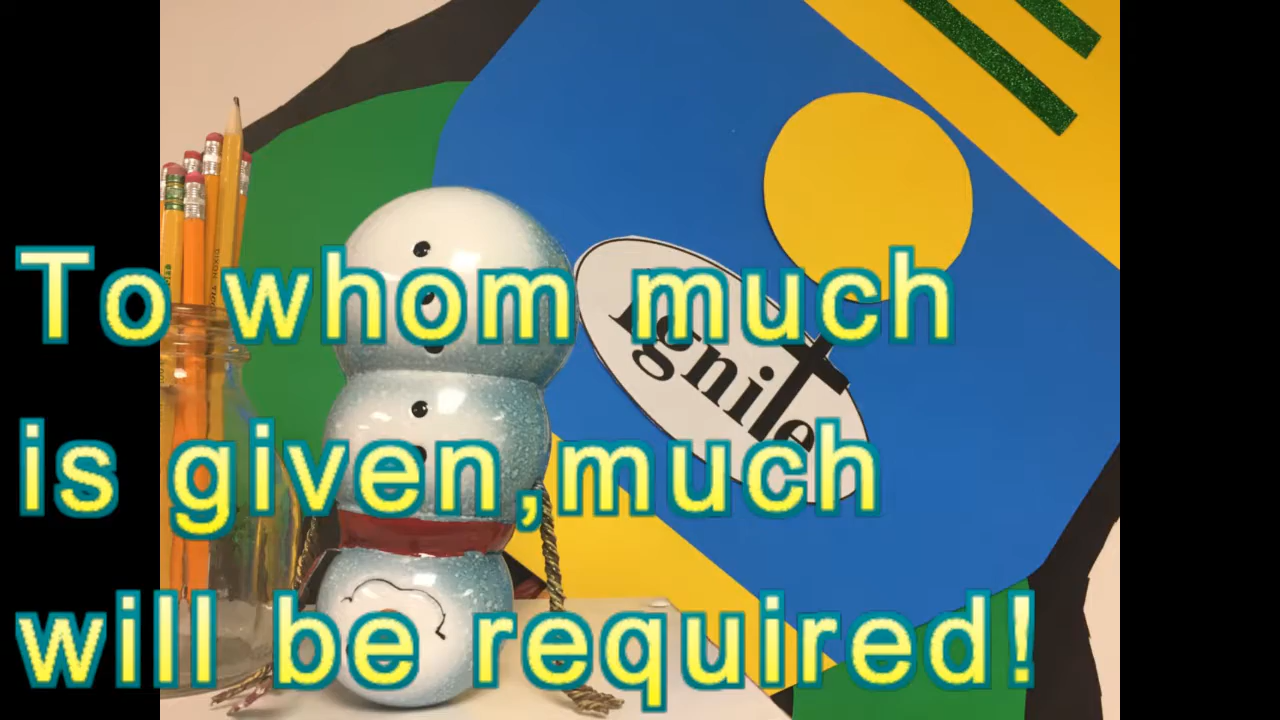 To whom much
Ignite
is given,much
will be required!